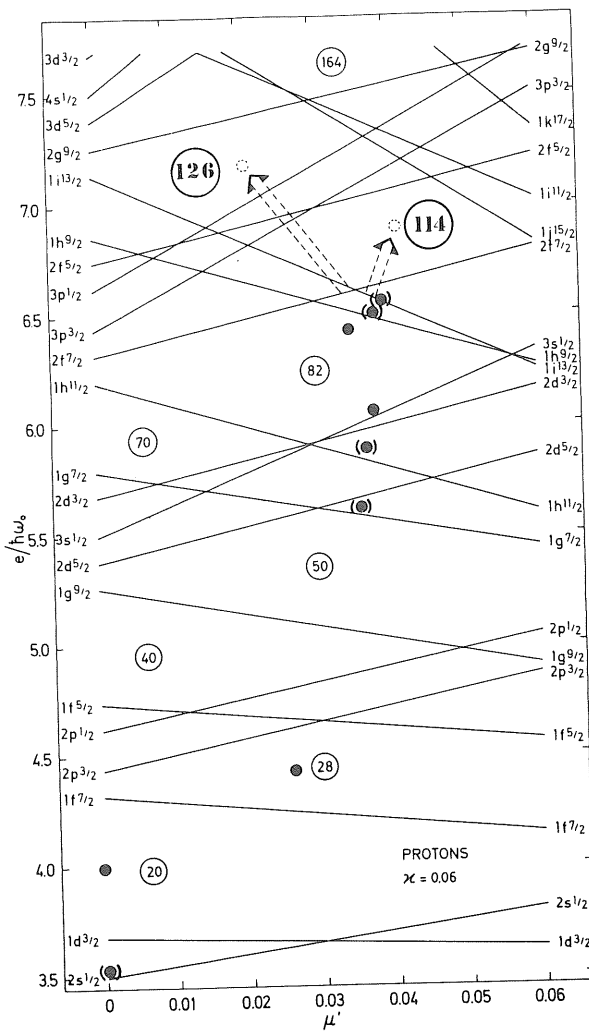 3d3/2
4s1/2
3d5/2
2g9/2
1i13/2
1h9/2
2f5/2
3p1/2
3p3/2
2f7/2
1h11/2
1g7/2
2d3/2
3s1/2
2d5/2
1g9/2
1f5/2
2p1/2
2p3/2
1f7/2
1d3/2
2s1/2
7.5
7.0
6.5
6.0
5.5
5.0
4.5
4.0
3.5
e/ħω₀
164
126
114
82
70
50
40
28
20
PROTONS
ϰ = 0.06
2g9/2
3p3/2
1k17/2
2f5/2
1i11/2
1j15/2
2f7/2
3s1/2
1h9/2
1i13/2
2d3/2
2d5/2
1h11/2
1g7/2
2p1/2
1g9/2
2p3/2
1f5/2
1f7/2
2s1/2
1d3/2
0
0.01
0.02
0.03
0.04
0.05
0.06
μ'